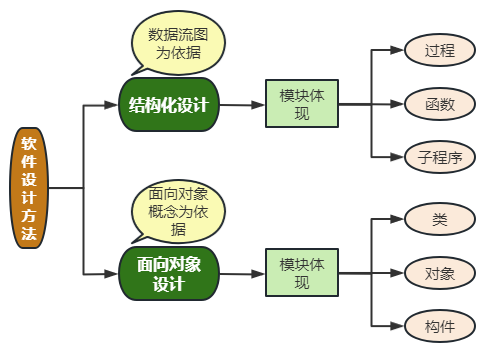 软
件
设
计
方
法
数据流图
为依据
结构化设计
模块体
现
过程
函数
子程序
面向对象
概念为依
据
面向对象
设计
模块体
现
类
对象
构件